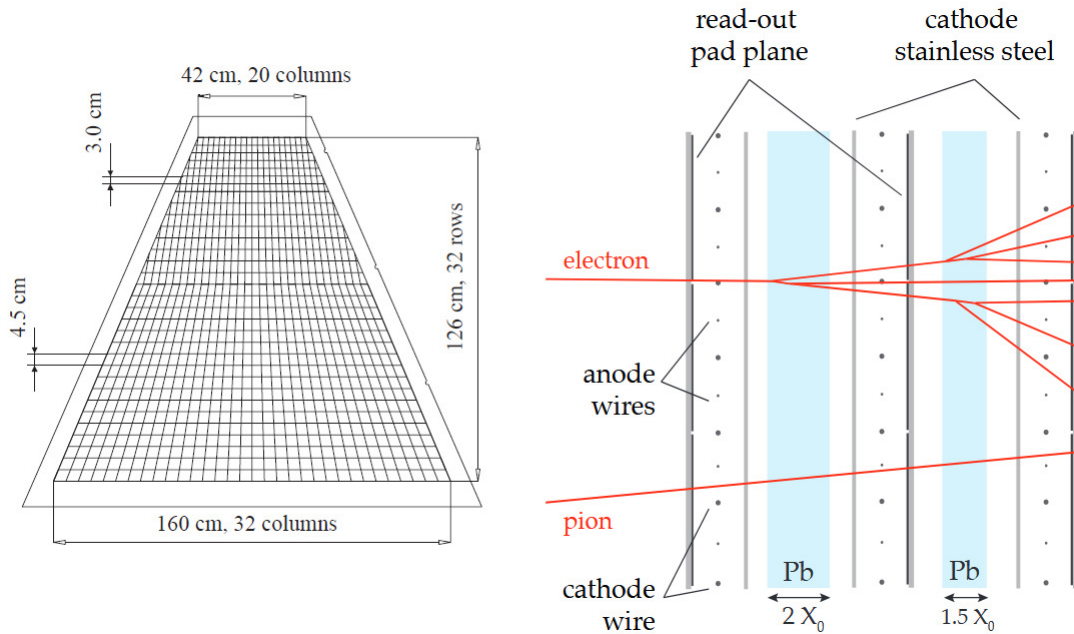 42 cm, 20 columns
3.0 cm
4.5 cm
126 cm, 32 rows
160 cm, 32 columns
read-out
pad plane
cathode
stainless steel
electron
anode
wires
pion
cathode
wire
Pb
2 X₀
Pb
1.5 X₀